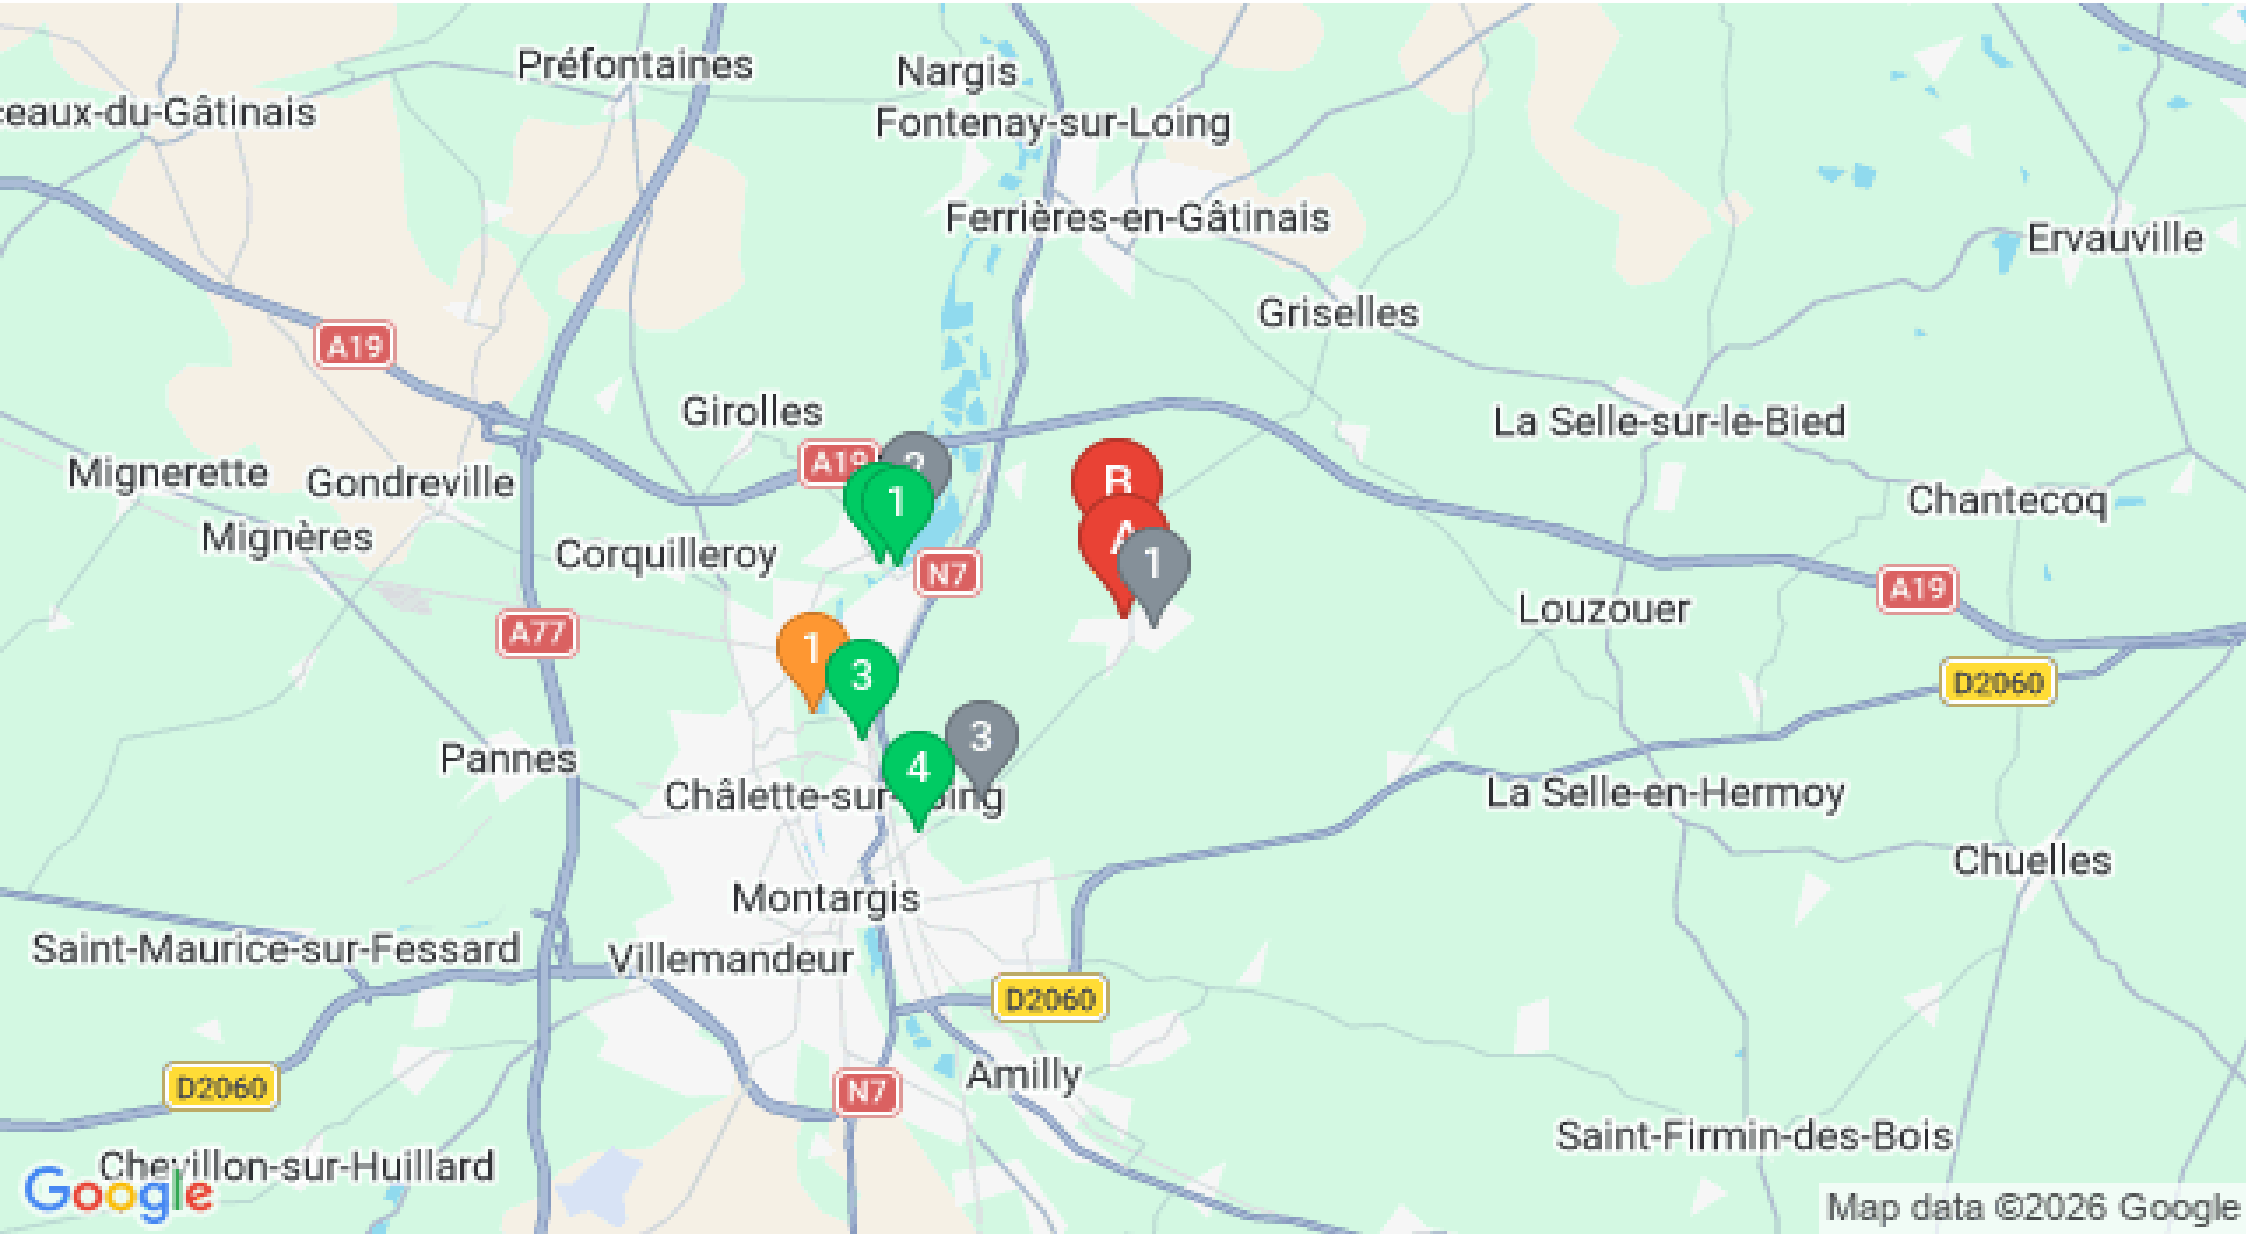 Préfontaines
Nargis
ceaux-du-Gâtinais
Fontenay-sur-Loing
Ferrières-en-Gâtinais
Ervauville
Griselles
A19
Girolles
La Selle-sur-le-Bied
A19
2
Mignerette
Gondreville
B
1
Chantecoq
Mignères
A
Corquilleroy
1
N7
A19
Louzouer
A77
1
3
D2060
3
Pannes
4
Châlette-sur-Loing
La Selle-en-Hermoy
Chuelles
Montargis
Saint-Maurice-sur-Fessard
Villemandeur
D2060
D2060
N7
Amilly
Saint-Firmin-des-Bois
Chevillon-sur-Huillard
Google
Map data ©2026 Google